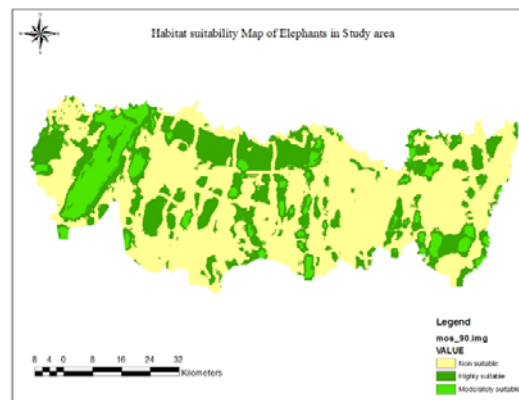 Habitat suitability Map of Elephants in Study area
8 4 0 8 16 24 32
Kilometers
Legend
mos_90.img
VALUE
Non suitable
Highly suitable
Moderately suitable